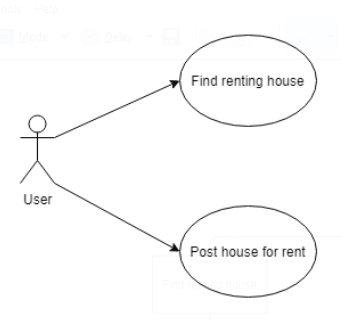 Find renting house
User
Post house for rent